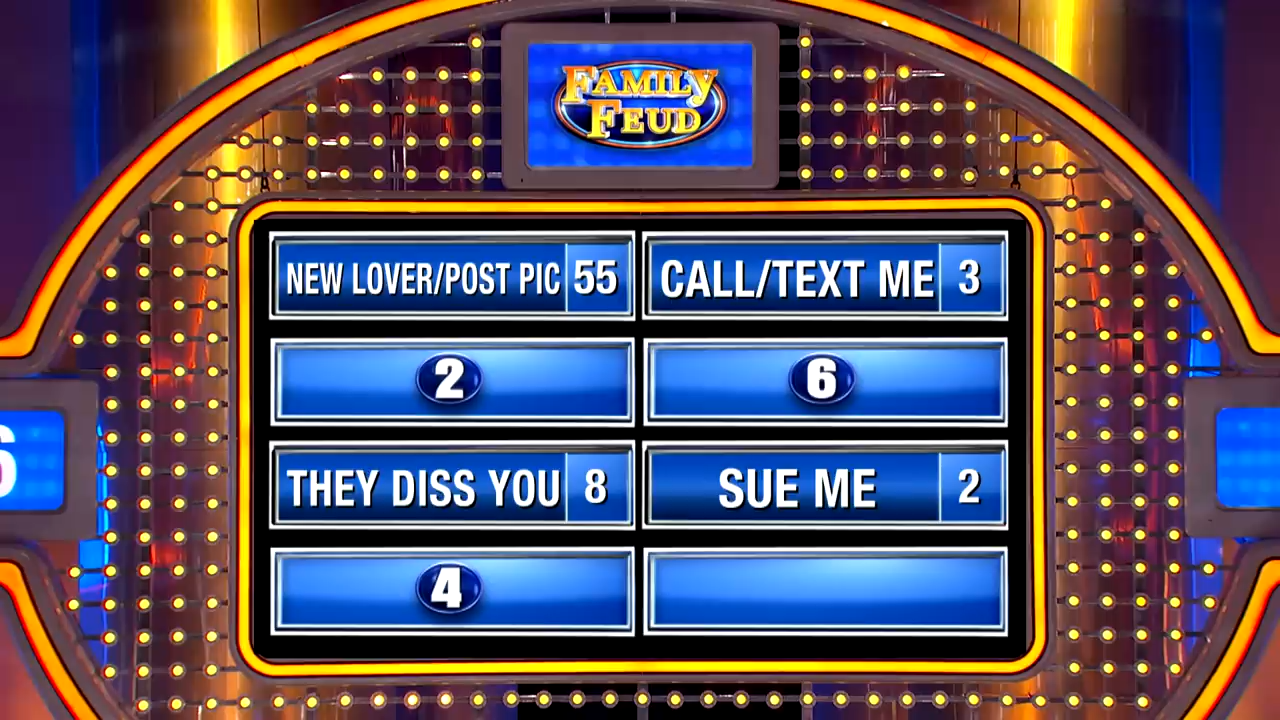 FAMILY
FEUD
NEW LOVER/POST PIC 55
CALL/TEXT ME 3
2
6
THEY DISS YOU 8
SUE ME 2
4